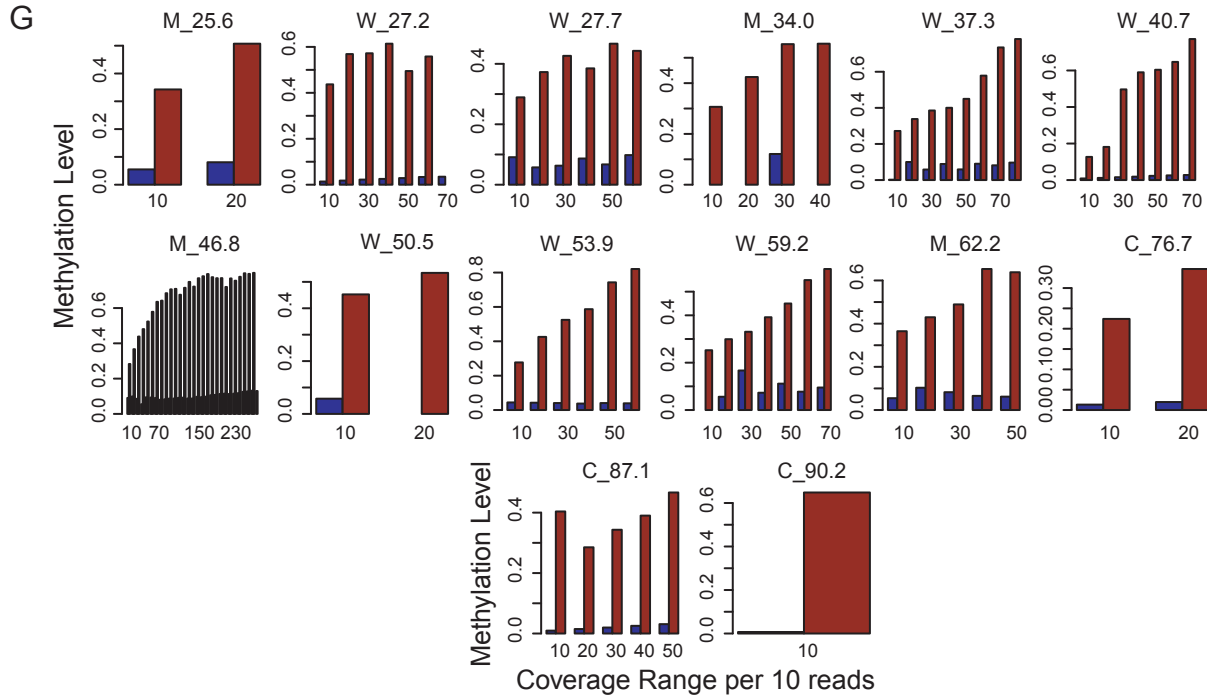 G
M_25.6
W_27.2
W_27.7
M_34.0
W_37.3
W_40.7
Methylation Level
0.0 0.2 0.4
10 20
0.0 0.2 0.4 0.6
10 30 50 70
0.0 0.2 0.4
10 30 50
0.0 0.2 0.4
10 20 30 40
0.0 0.2 0.4 0.6
10 30 50 70
0.0 0.2 0.4 0.6
10 30 50 70
M_46.8
W_50.5
W_53.9
W_59.2
M_62.2
C_76.7
0.0 0.2 0.4 0.6
10 70 150 230
0.0 0.2 0.4
10 20
0.0 0.2 0.4 0.6 0.8
10 30 50
0.0 0.2 0.4
10 30 50 70
0.0 0.2 0.4 0.6
10 30 50
0.00 0.10 0.20 0.30
10 20
C_87.1
C_90.2
Methylation Level
0.0 0.2 0.4
10 20 30 40 50
0.0 0.2 0.4 0.6
10
Coverage Range per 10 reads